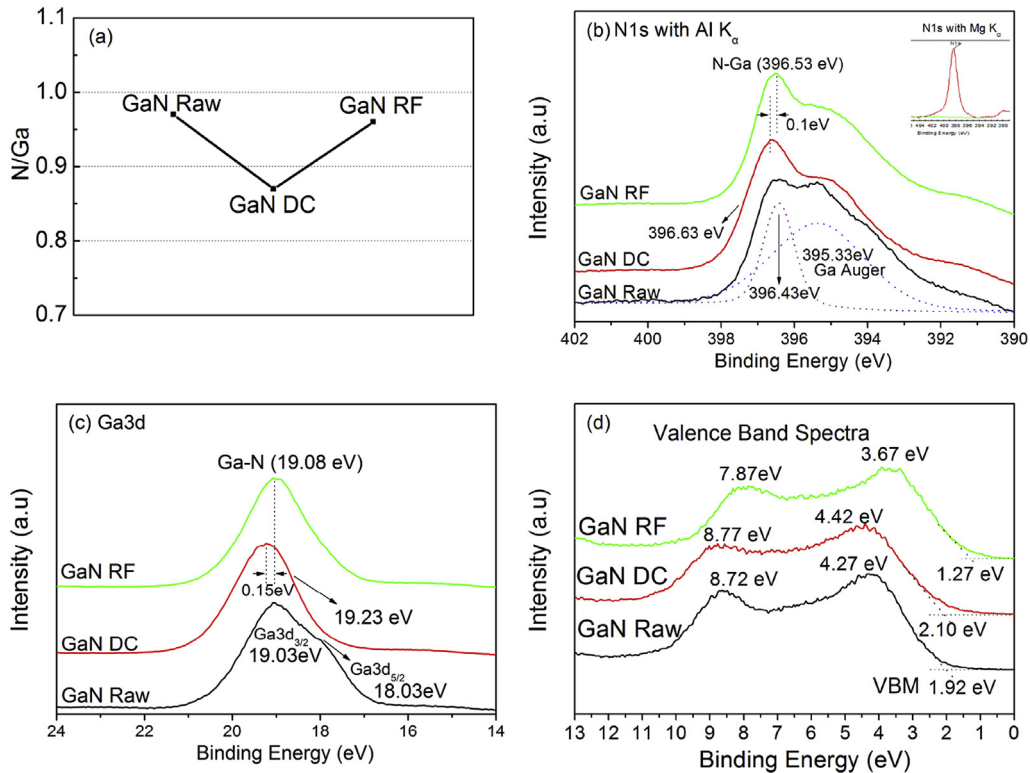 (a)
1.1
1.0
0.9
0.8
0.7
N/Ga
GaN Raw
GaN RF
GaN DC
(b) N1s with Al Kα
N1s with Mg Kα
N1s
Binding Energy (eV)
N-Ga (396.53 eV)
0.1eV
GaN RF
396.63 eV
GaN DC
395.33eV
Ga Auger
GaN Raw
396.43eV
402 400 398 396 394 392 390
Binding Energy (eV)
Intensity (a.u)
(c) Ga3d
Ga-N (19.08 eV)
GaN RF
0.15eV
19.23 eV
GaN DC
Ga3d3/2
19.03eV
Ga3d5/2
18.03eV
GaN Raw
24 22 20 18 16 14
Binding Energy (eV)
Intensity (a.u)
(d)
Valence Band Spectra
3.67 eV
7.87eV
GaN RF
4.42 eV
8.77 eV
1.27 eV
GaN DC
4.27 eV
8.72 eV
2.10 eV
GaN Raw
VBM
1.92 eV
13 12 11 10 9 8 7 6 5 4 3 2 1 0
Binding Energy (eV)
Intensity (a.u)